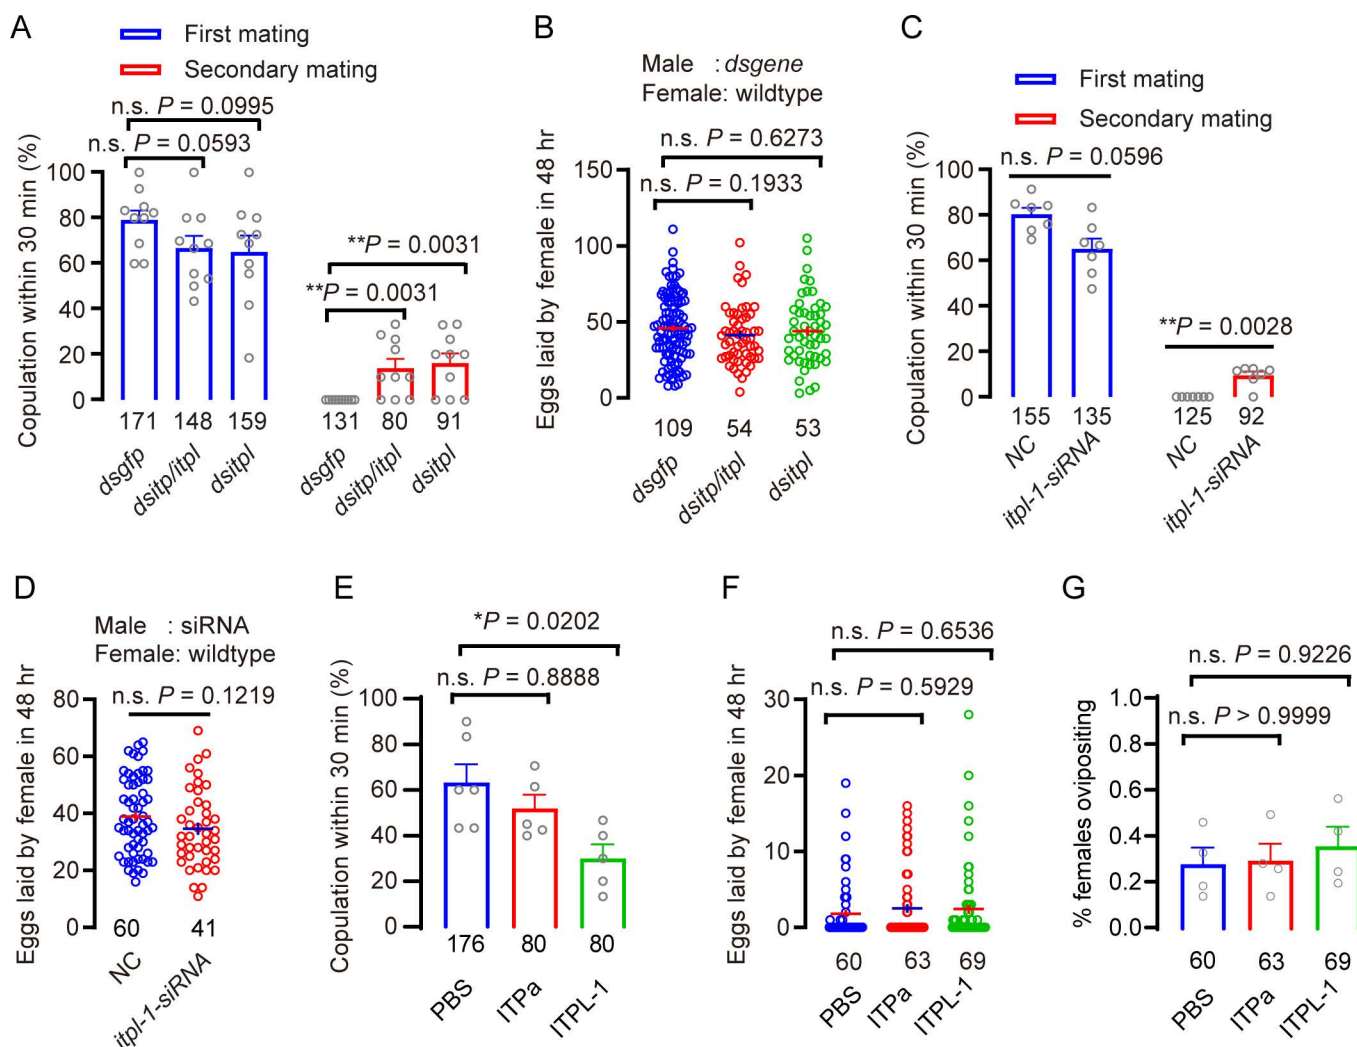 A
First mating
Secondary mating
n.s. P = 0.0995
n.s. P = 0.0593
**P = 0.0031
**P = 0.0031
Copulation within 30 min (%)
100
80
60
40
20
0
171 148 159 131 80 91
dsgfp
dsitp/itpl
dsitpl
dsgfp
dsitp/itpl
dsitpl
B
Male : dsgene
Female: wildtype
n.s. P = 0.6273
n.s. P = 0.1933
Eggs laid by female in 48 hr
150
100
50
0
109 54 53
dsgfp
dsitp/itpl
dsitpl
C
First mating
Secondary mating
n.s. P = 0.0596
**P = 0.0028
Copulation within 30 min (%)
100
80
60
40
20
0
155 135 125 92
NC
itpl-1-siRNA
NC
itpl-1-siRNA
D
Male : siRNA
Female: wildtype
n.s. P = 0.1219
Eggs laid by female in 48 hr
80
60
40
20
0
60 41
NC
itpl-1-siRNA
E
*P = 0.0202
n.s. P = 0.8888
Copulation within 30 min (%)
100
80
60
40
20
0
176 80 80
PBS
ITPa
ITPL-1
F
n.s. P = 0.6536
n.s. P = 0.5929
Eggs laid by female in 48 hr
30
20
10
0
60 63 69
PBS
ITPa
ITPL-1
G
n.s. P = 0.9226
n.s. P > 0.9999
% females ovipositing
1.0
0.8
0.6
0.4
0.2
0.0
60 63 69
PBS
ITPa
ITPL-1